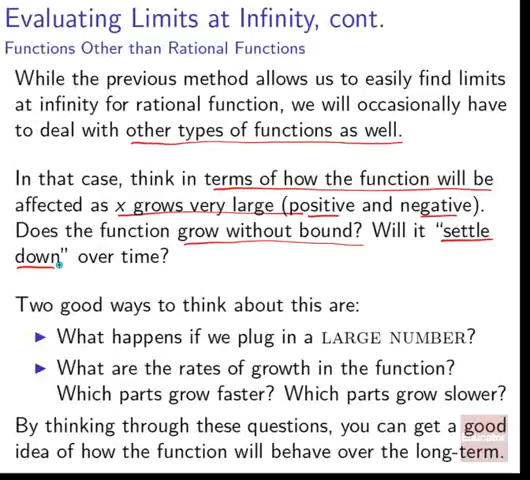 Evaluating Limits at Infinity, cont.
Functions Other than Rational Functions
While the previous method allows us to easily find limits
at infinity for rational function, we will occasionally have
to deal with other types of functions as well.
In that case, think in terms of how the function will be
affected as x grows very large (positive and negative).
Does the function grow without bound? Will it “settle
down” over time?
Two good ways to think about this are:
▶ What happens if we plug in a LARGE NUMBER?
▶ What are the rates of growth in the function?
Which parts grow faster? Which parts grow slower?
By thinking through these questions, you can get a good
idea of how the function will behave over the long-term.
educator